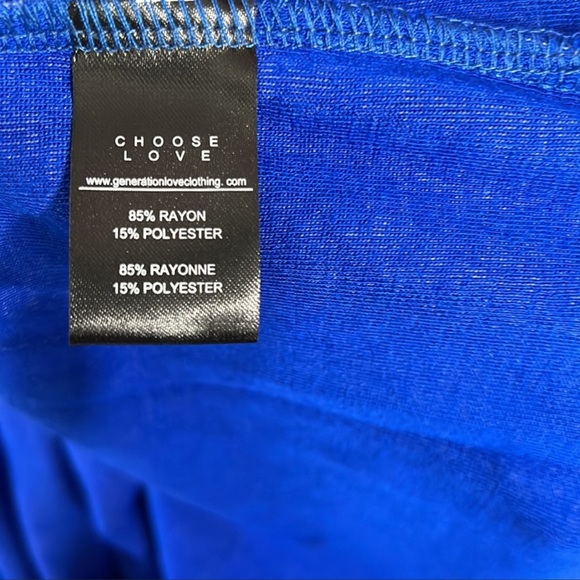 CHOOSE
LOVE
www.generationloveclothing. com
85% RAYON
15% POLYESTER
85% RAYONNE
15% POLYESTER